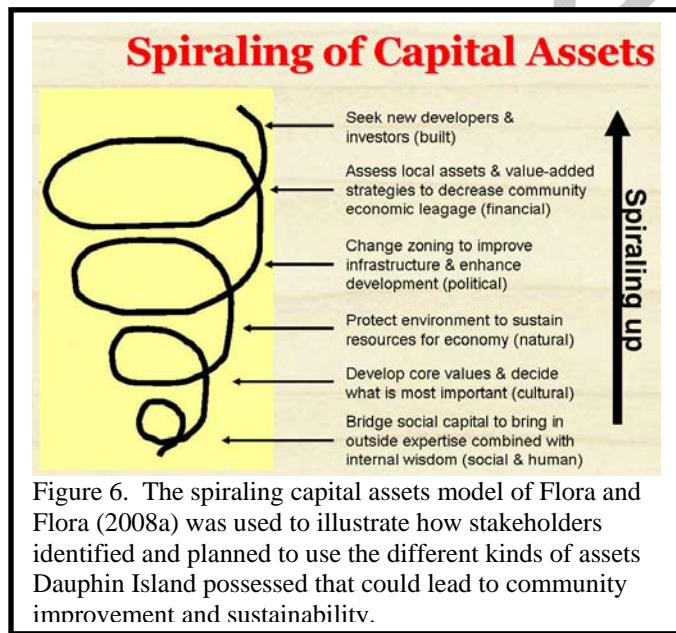 Spiraling of Capital Assets
Seek new developers &
investors (built)
Assess local assets & value-added
strategies to decrease community
economic leagage (financial)
Change zoning to improve
infrastructure & enhance
development (political)
Protect environment to sustain
resources for economy (natural)
Develop core values & decide
what is most important (cultural)
Bridge social capital to bring in
outside expertise combined with
internal wisdom (social & human)
Spiraling up
Figure 6. The spiraling capital assets model of Flora and
Flora (2008a) was used to illustrate how stakeholders
identified and planned to use the different kinds of assets
Dauphin Island possessed that could lead to community
improvement and sustainability.